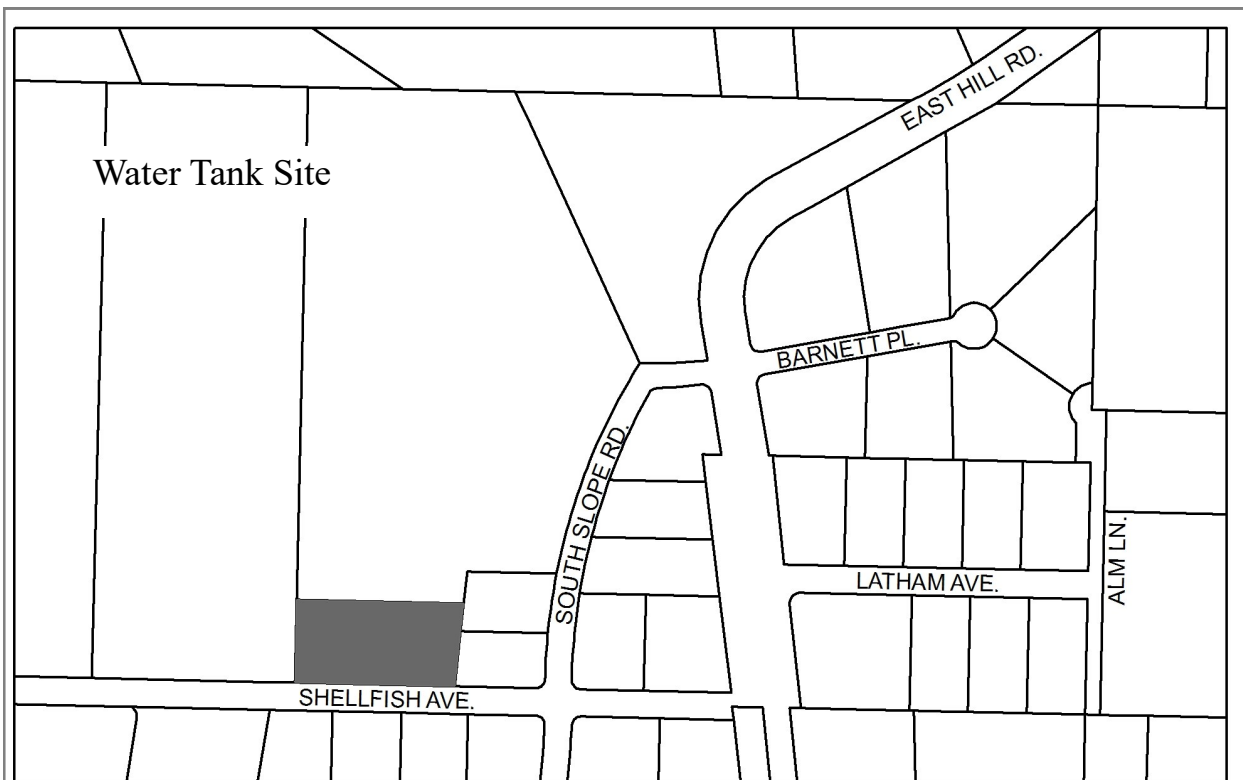 EAST HILL RD.
Water Tank Site
BARNETT PL.
SOUTH SLOPE RD.
ALM LN.
LATHAM AVE.
SHELLFISH AVE.